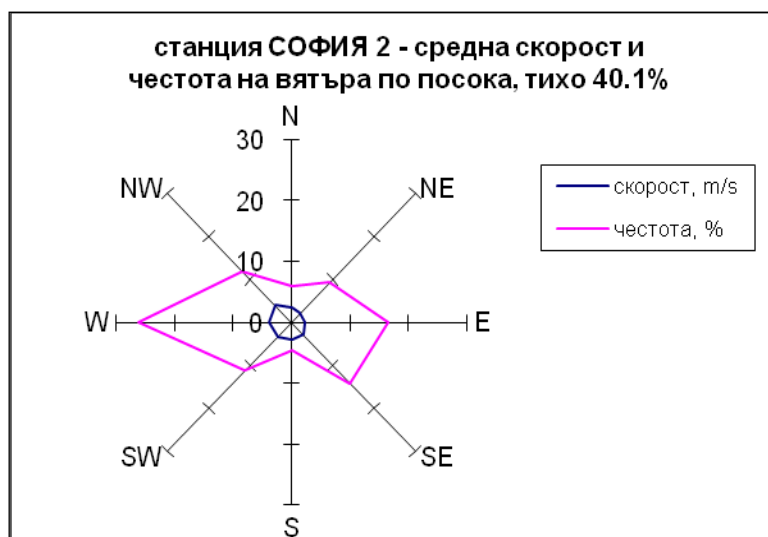 станция СОФИЯ 2 - средна скорост и
честота на вятъра по посока, тихо 40.1%
N
30
NW
NE
20
скорост, m/s
честота, %
10
W
0
E
SW
SE
S